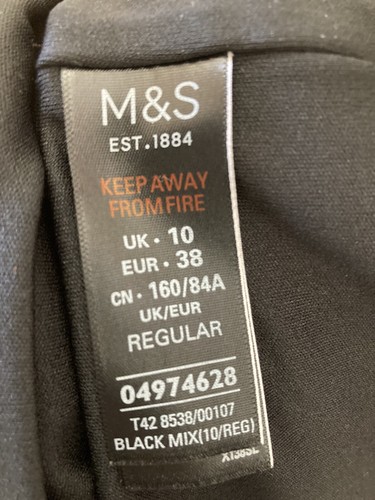 M&S
EST.1884
KEEP AWAY
FROM FIRE
UK · 10
EUR · 38
CN · 160/84A
UK/EUR
REGULAR
04974628
T42 8538/00107
BLACK MIX(10/REG)